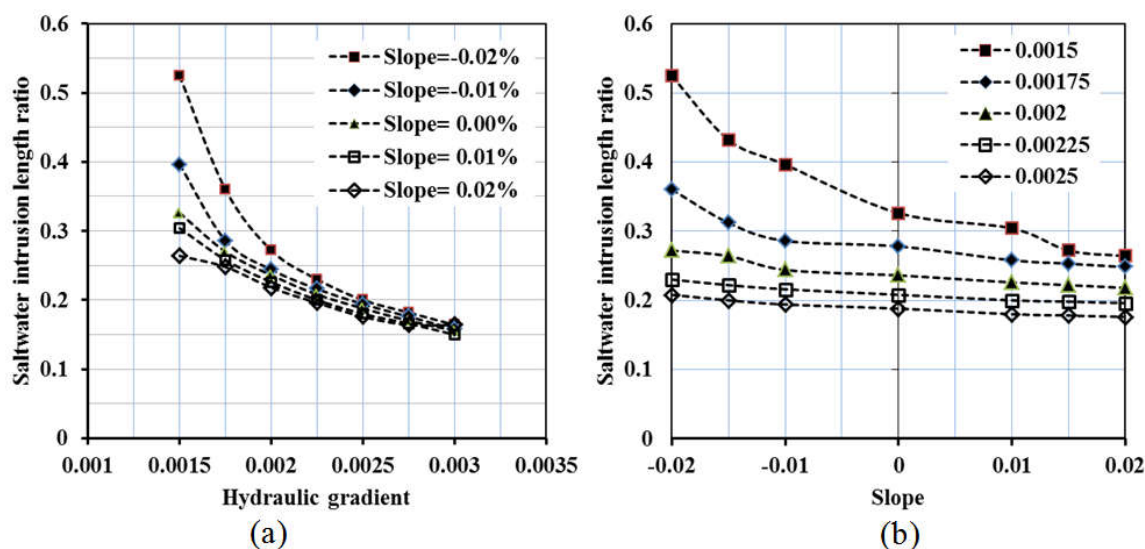 Saltwater intrusion length ratio
0.6
0.5
0.4
0.3
0.2
0.1
0
Slope=-0.02%
Slope=-0.01%
Slope= 0.00%
Slope= 0.01%
Slope= 0.02%
0.001 0.0015 0.002 0.0025 0.003 0.0035
Hydraulic gradient
(a)
Saltwater intrusion length ratio
0.6
0.5
0.4
0.3
0.2
0.1
0
0.0015
0.00175
0.002
0.00225
0.0025
-0.02 -0.01 0 0.01 0.02
Slope
(b)